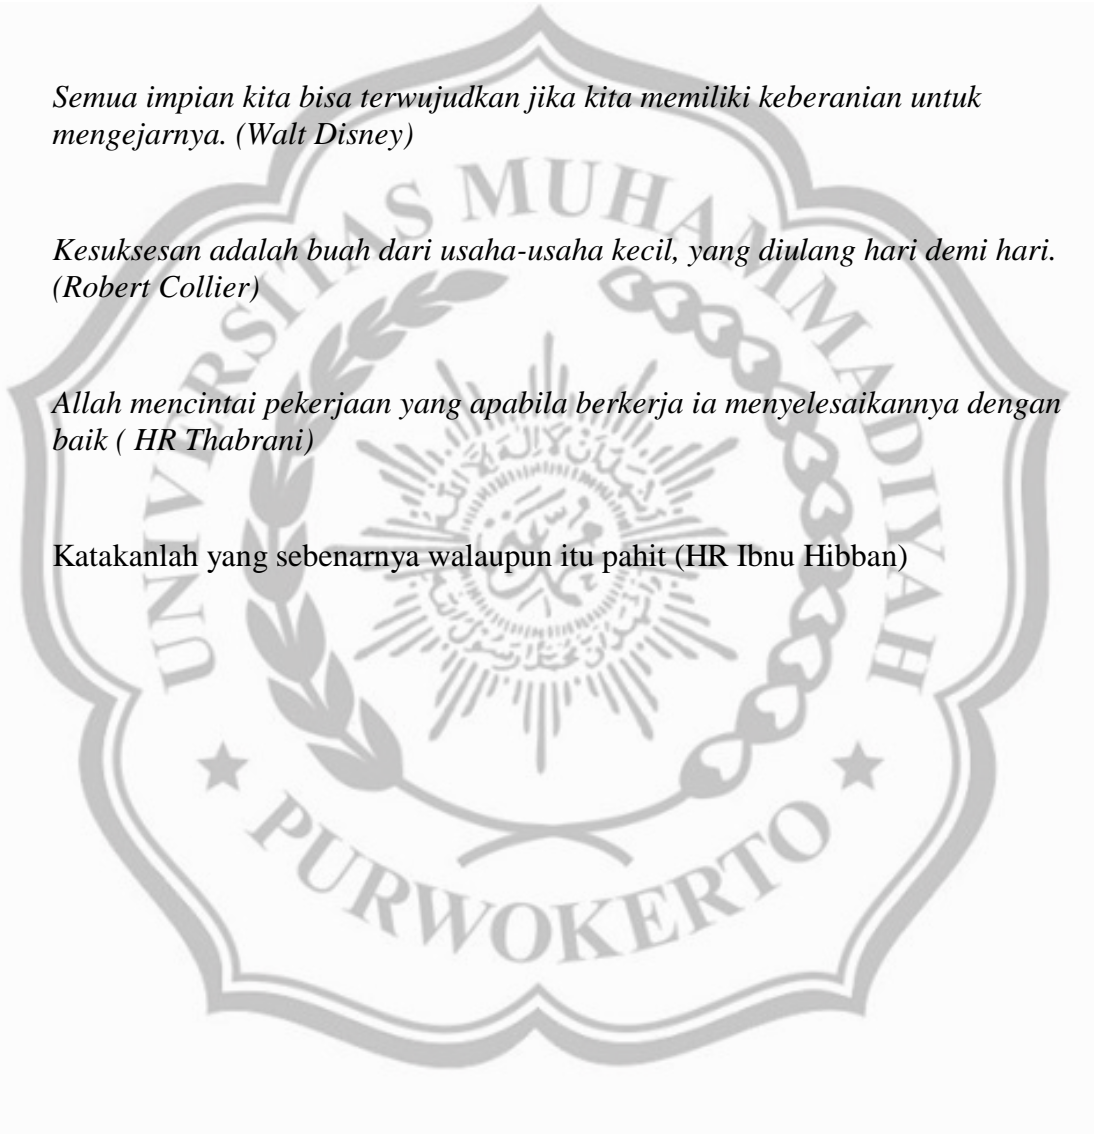 Semua impian kita bisa terwujudkan jika kita memiliki keberanian untuk
mengejarnya. (Walt Disney)
Kesuksesan adalah buah dari usaha-usaha kecil, yang diulang hari demi hari.
(Robert Collier)
Allah mencintai pekerjaan yang apabila berkerja ia menyelesaikannya dengan
baik ( HR Thabrani)
Katakanlah yang sebenarnya walaupun itu pahit (HR Ibnu Hibban)
UNIVERSITAS MUHAMMADIYAH
PURWOKERTO